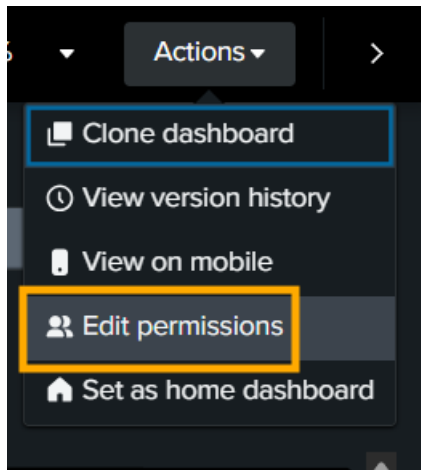 Actions
Clone dashboard
View version history
View on mobile
Edit permissions
Set as home dashboard